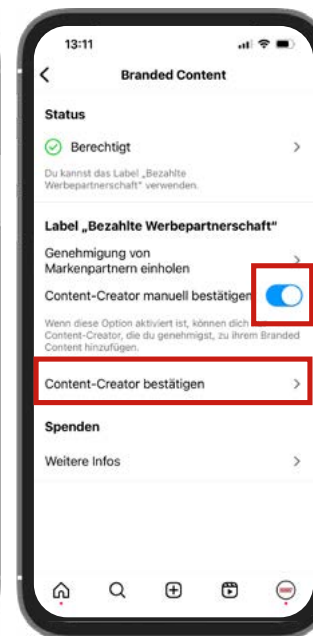 13:11
Branded Content
Status
Berechtigt
Du kannst das Label „Bezahlte
Werbepartnerschaft“ verwenden.
Label „Bezahlte Werbepartnerschaft“
Genehmigung von
Markenpartnern einholen
Content-Creator manuell bestätigen
Wenn diese Option aktiviert ist, können dich
Content-Creator, die du genehmigst, zu ihrem Branded
Content hinzufügen.
Content-Creator bestätigen
Spenden
Weitere Infos